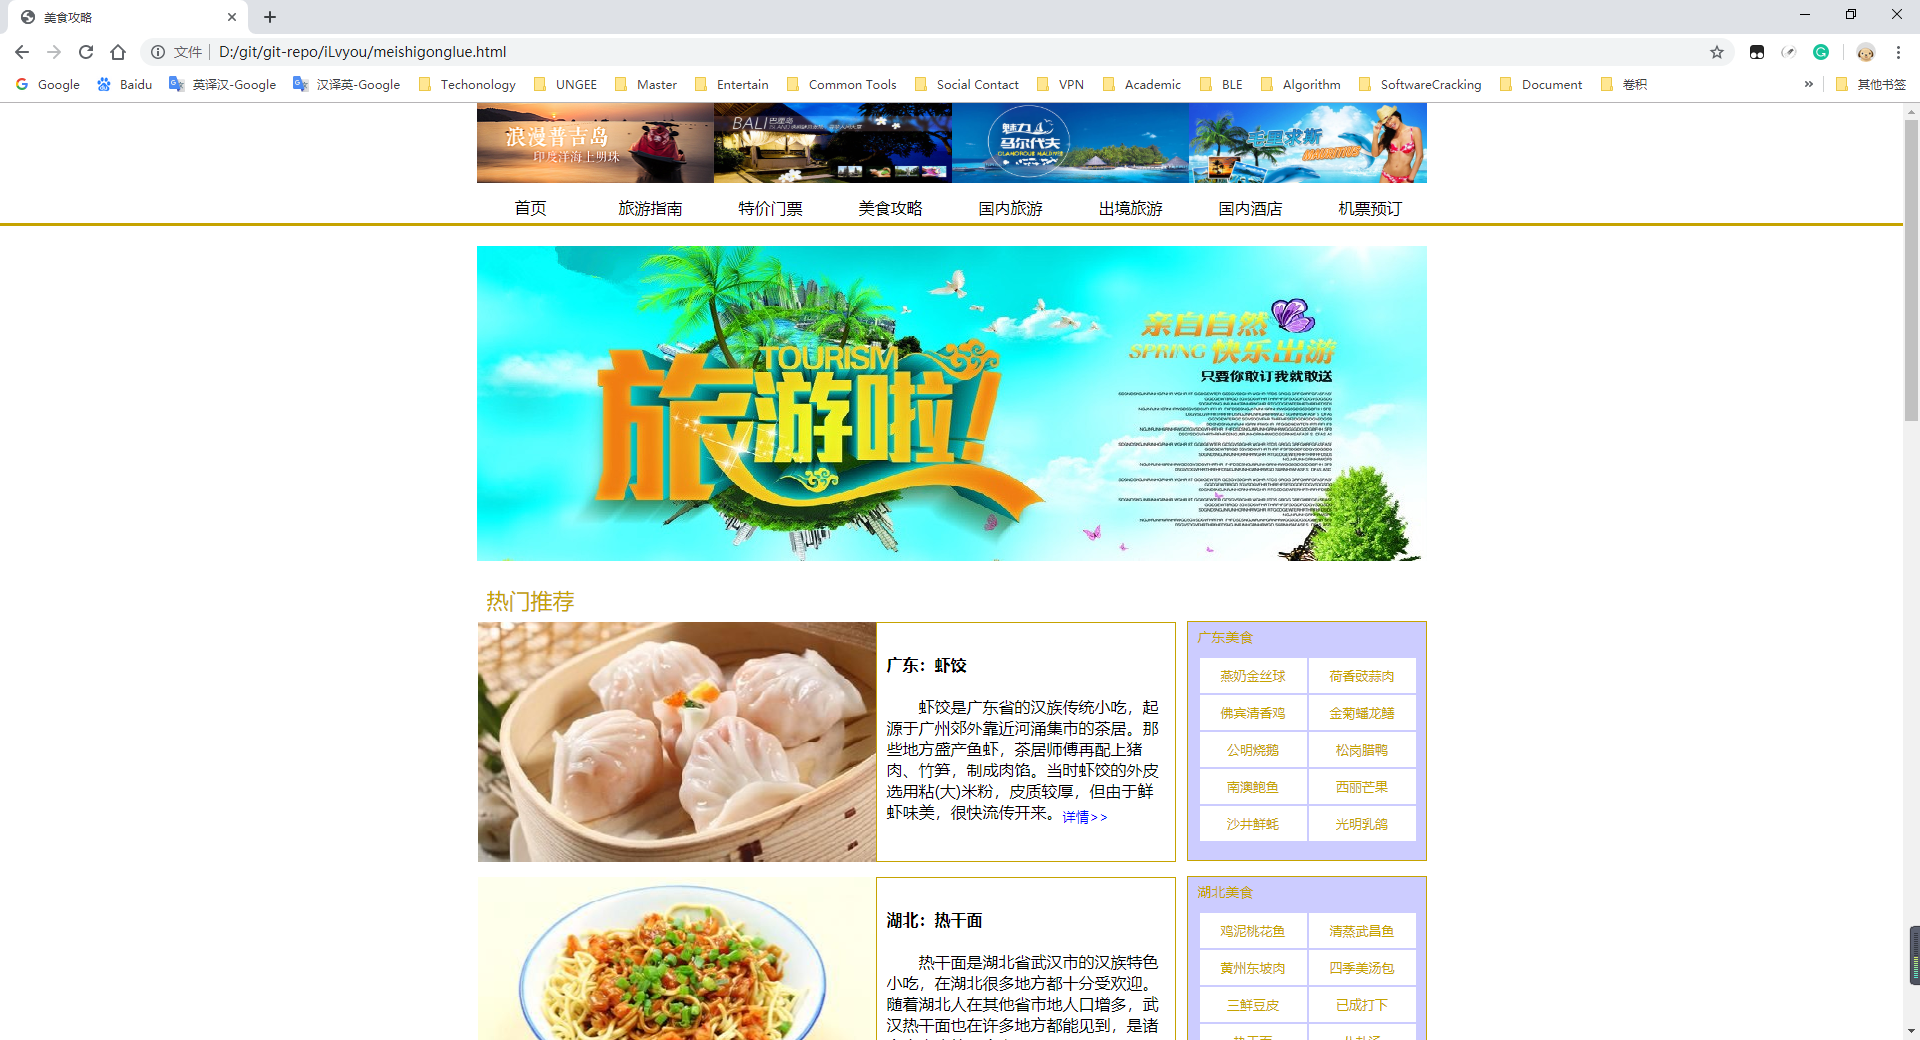 美食攻略
文件 D:/git/git-repo/iLvyou/meishigonglue.html
Google Baidu 英译汉-Google 汉译英-Google Techonology UNGEE Master Entertain Common Tools Social Contact VPN Academic BLE Algorithm SoftwareCracking Document 卷积 » 其他书签
浪漫普吉岛
印度洋海上明珠
BALI 巴厘岛
魅力
马尔代夫
毛里求斯
首页 旅游指南 特价门票 美食攻略 国内旅游 出境旅游 国内酒店 机票预订
TOURISM
旅游啦!
亲自自然
SPRING 快乐出游
只要你敢订我就敢送
热门推荐
广东：虾饺
虾饺是广东省的汉族传统小吃，起
源于广州郊外靠近河涌集市的茶居。那
些地方盛产鱼虾，茶居师傅再配上猪
肉、竹笋，制成肉馅。当时虾饺的外皮
选用粘(大)米粉，皮质较厚，但由于鲜
虾味美，很快流传开来。详情>>
广东美食
燕奶金丝球 荷香豉蒜肉
佛宾清香鸡 金菊蟠龙鳝
公明烧鹅 松岗腊鸭
南澳鲍鱼 西丽芒果
沙井鲜蚝 光明乳鸽
湖北：热干面
热干面是湖北省武汉市的汉族特色
小吃，在湖北很多地方都十分受欢迎。
随着湖北人在其他省市地人口增多，武
汉热干面也在许多地方都能见到，是诸
湖北美食
鸡泥桃花鱼 清蒸武昌鱼
黄州东坡肉 四季美汤包
三鲜豆皮 已成打下